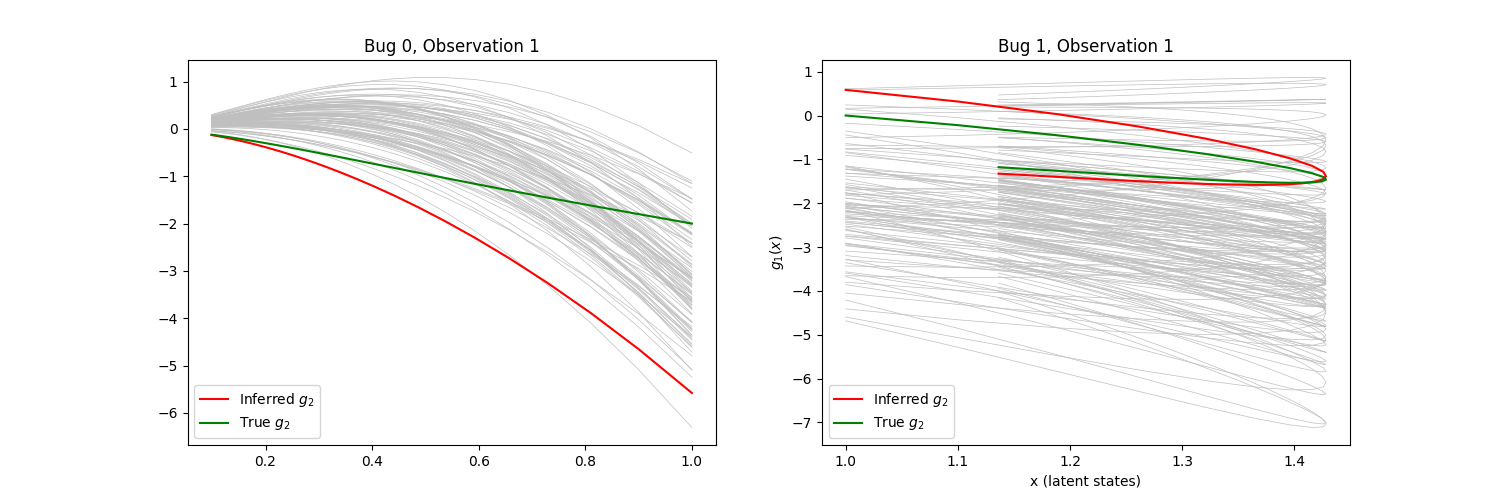 Bug 0, Observation 1
1
0
−1
−2
−3
−4
−5
−6
0.2 0.4 0.6 0.8 1.0
Inferred g₂
True g₂
Bug 1, Observation 1
g₁(x)
1
0
−1
−2
−3
−4
−5
−6
−7
1.0 1.1 1.2 1.3 1.4
x (latent states)
Inferred g₂
True g₂